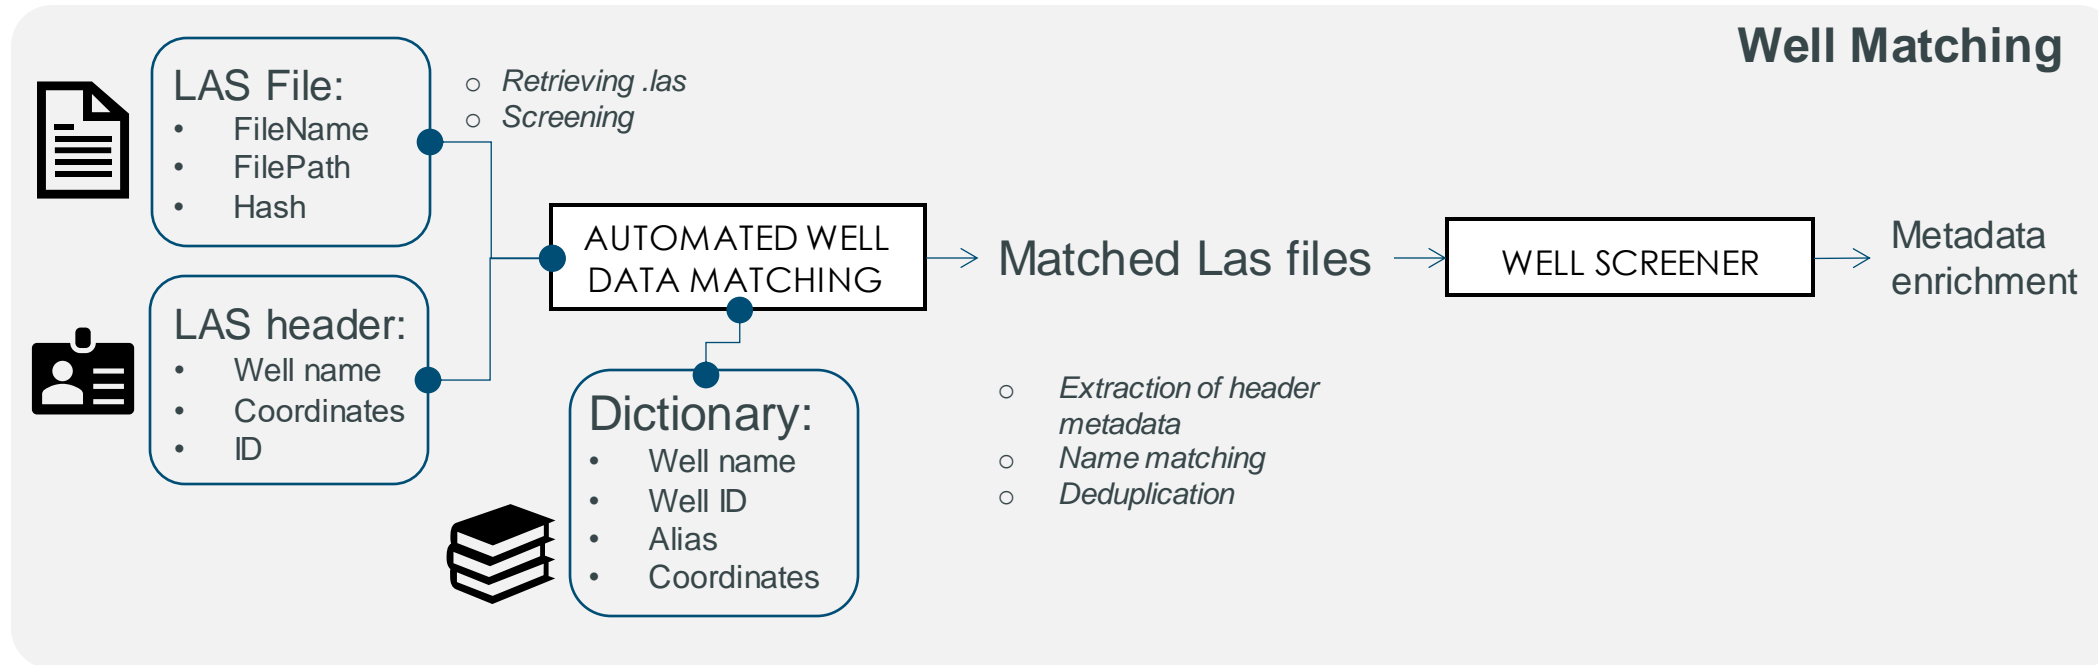 Well Matching
LAS File:
• FileName
• FilePath
• Hash
o Retrieving .las
o Screening
LAS header:
• Well name
• Coordinates
• ID
AUTOMATED WELL
DATA MATCHING
Dictionary:
• Well name
• Well ID
• Alias
• Coordinates
Matched Las files
o Extraction of header
metadata
o Name matching
o Deduplication
WELL SCREENER
Metadata
enrichment